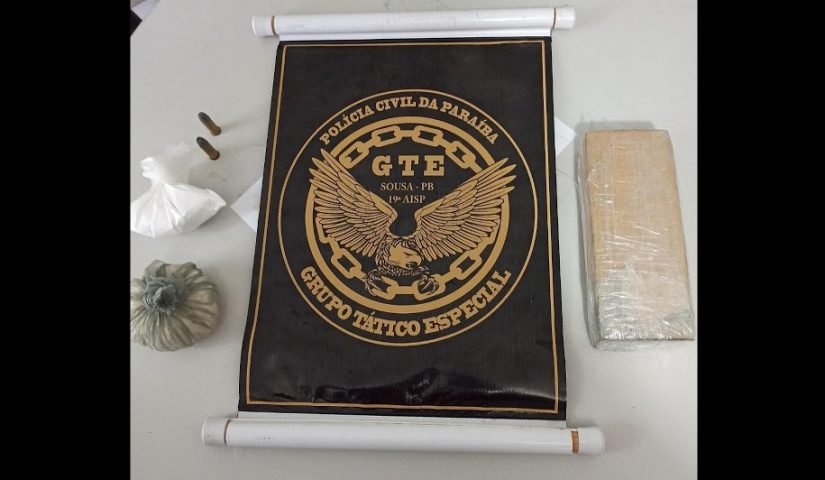 POLÍCIA CIVIL DA PARAÍBA
GTE
SOUSA - PB
19ª AISP
GRUPO TÁTICO ESPECIAL